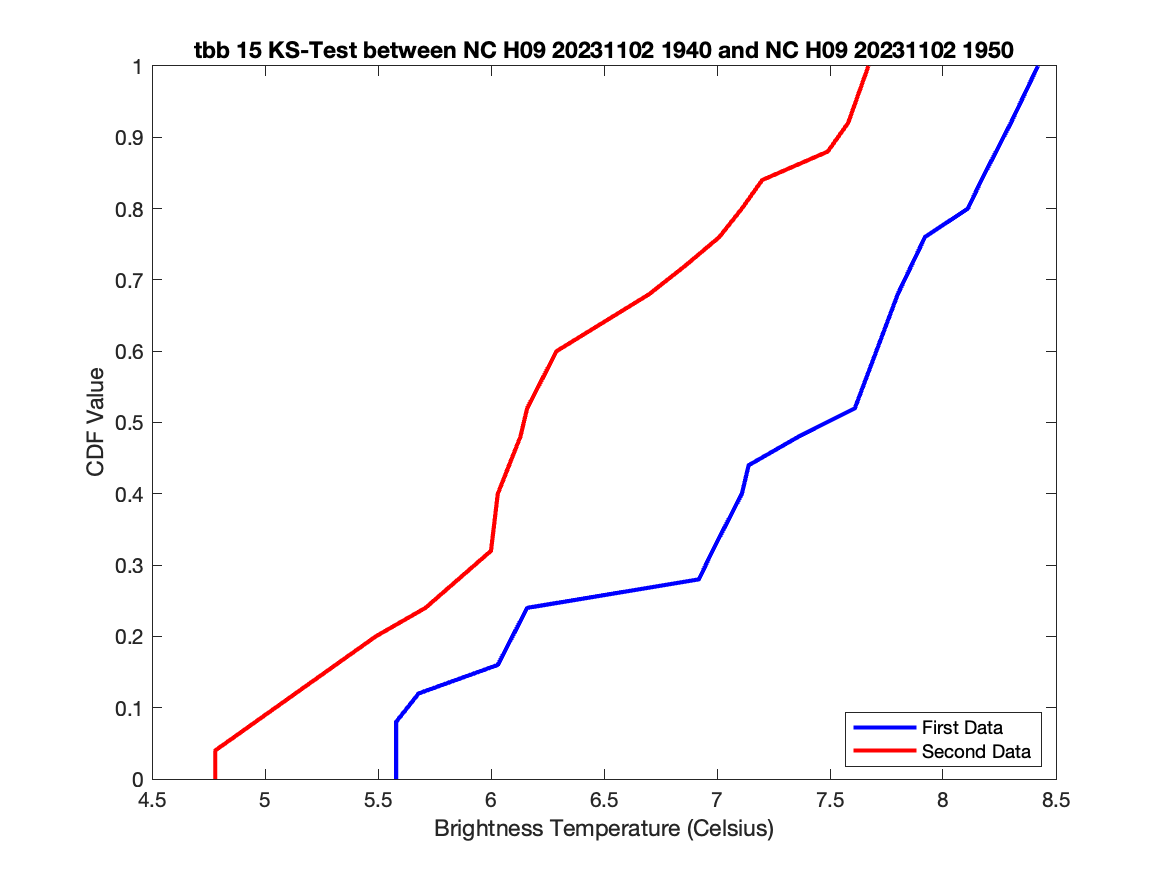 tbb 15 KS-Test between NC H09 20231102 1940 and NC H09 20231102 1950
1
0.9
0.8
0.7
0.6
0.5
0.4
0.3
0.2
0.1
0
CDF Value
First Data
Second Data
4.5 5 5.5 6 6.5 7 7.5 8 8.5
Brightness Temperature (Celsius)